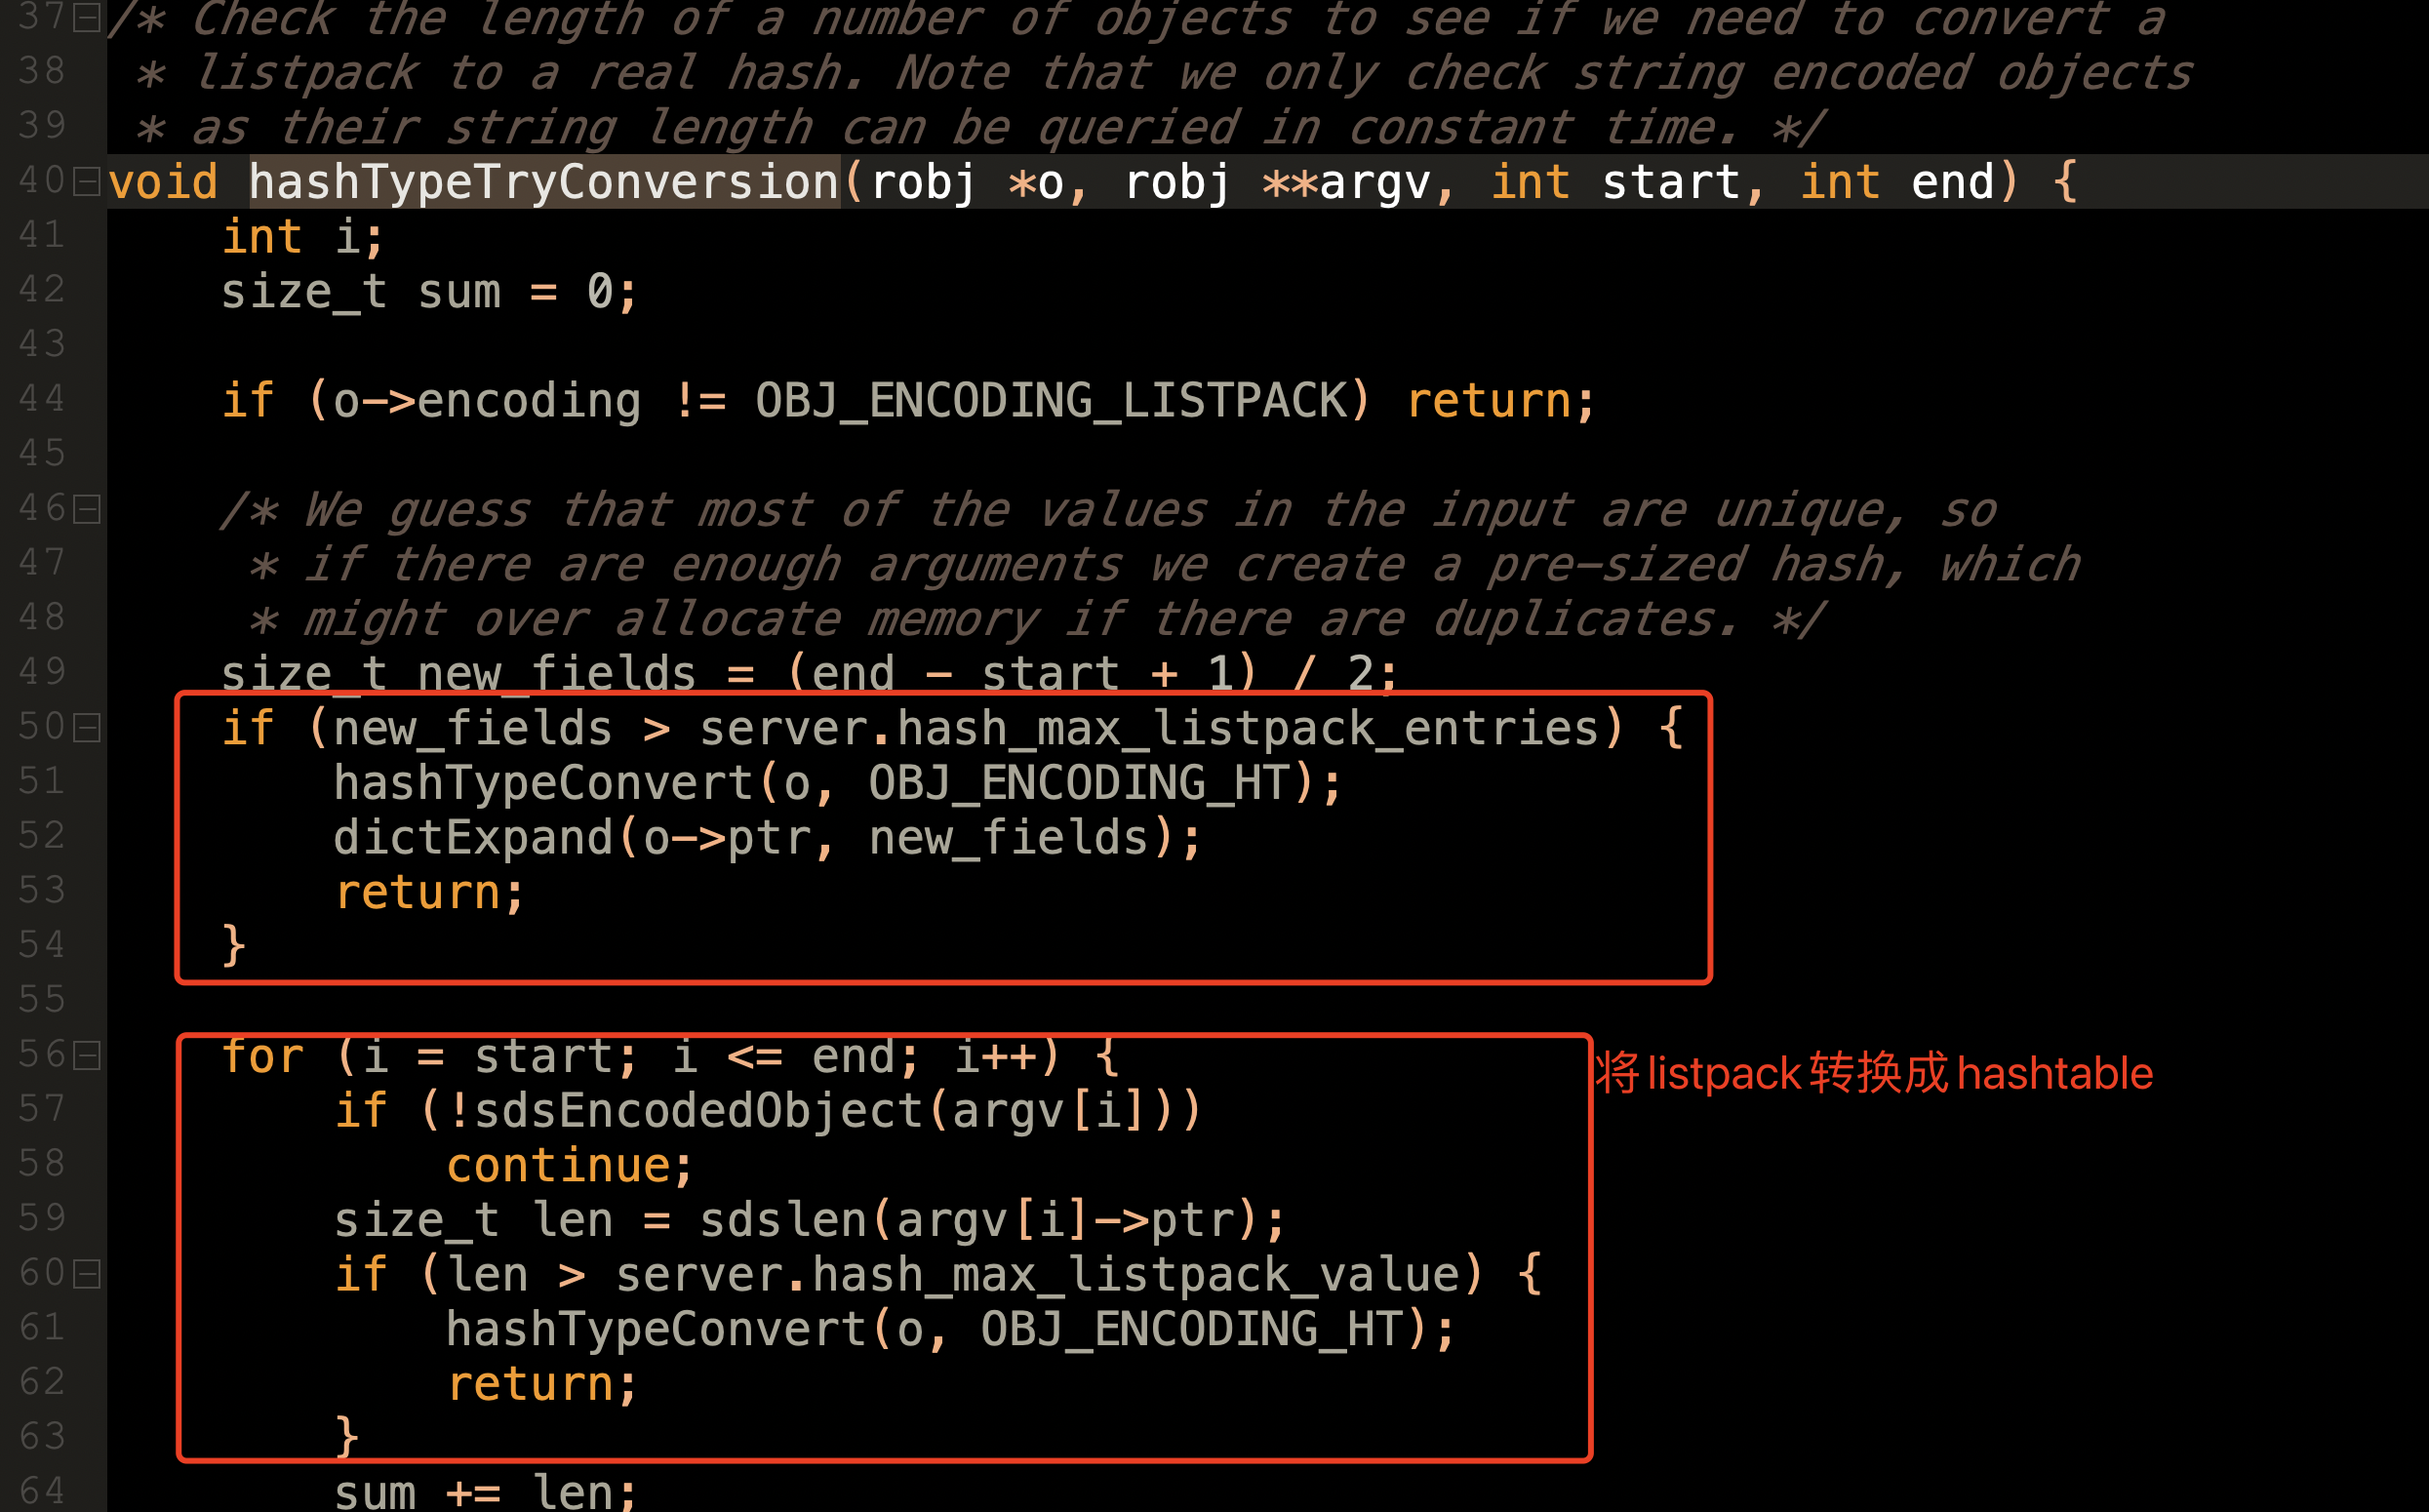 37 /* Check the length of a number of objects to see if we need to convert a
38  * listpack to a real hash. Note that we only check string encoded objects
39  * as their string length can be queried in constant time. */
40 void hashTypeTryConversion(robj *o, robj **argv, int start, int end) {
41     int i;
42     size_t sum = 0;
43
44     if (o->encoding != OBJ_ENCODING_LISTPACK) return;
45
46     /* We guess that most of the values in the input are unique, so
47      * if there are enough arguments we create a pre-sized hash, which
48      * might over allocate memory if there are duplicates. */
49     size_t new_fields = (end - start + 1) / 2;
50     if (new_fields > server.hash_max_listpack_entries) {
51         hashTypeConvert(o, OBJ_ENCODING_HT);
52         dictExpand(o->ptr, new_fields);
53         return;
54     }
55
56     for (i = start; i <= end; i++) {
将 listpack 转换成 hashtable
57         if (!sdsEncodedObject(argv[i]))
58             continue;
59         size_t len = sdslen(argv[i]->ptr);
60         if (len > server.hash_max_listpack_value) {
61             hashTypeConvert(o, OBJ_ENCODING_HT);
62             return;
63         }
64         sum += len;